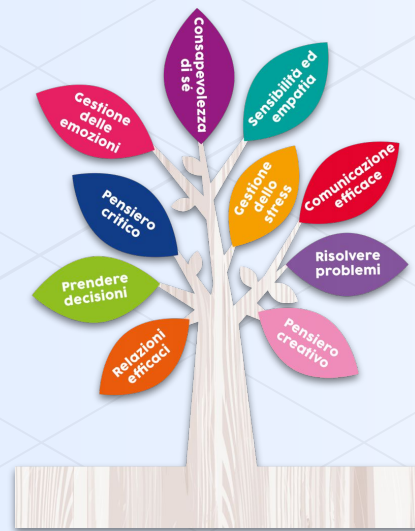 Consapevolezza
di sé
Sensibilità ed
empatia
Gestione
delle
emozioni
Gestione
dello
stress
Comunicazione
efficace
Pensiero
critico
Risolvere
problemi
Prendere
decisioni
Pensiero
creativo
Relazioni
efficaci